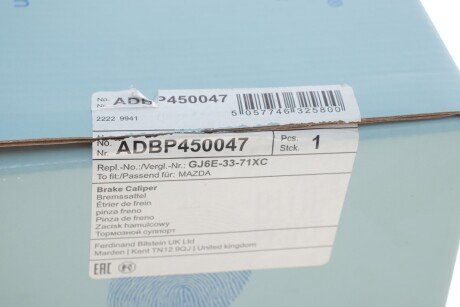 No. ADBP450047
5 057746 325800
2222 9941
No.
Nr. ADBP450047 Pcs. Stck. 1
Repl.-No.:/Vergl.-Nr.: GJ6E-33-71XC
To fit:/Passend für: MAZDA
Brake Caliper
Bremssattel
Étrier de frein
pinza freno
Pinza de freno
Zacisk hamulcowy
Тормозной суппорт
Ferdinand Bilstein UK Ltd
Marden | Kent TN12 9QJ | United kingdom
EAC